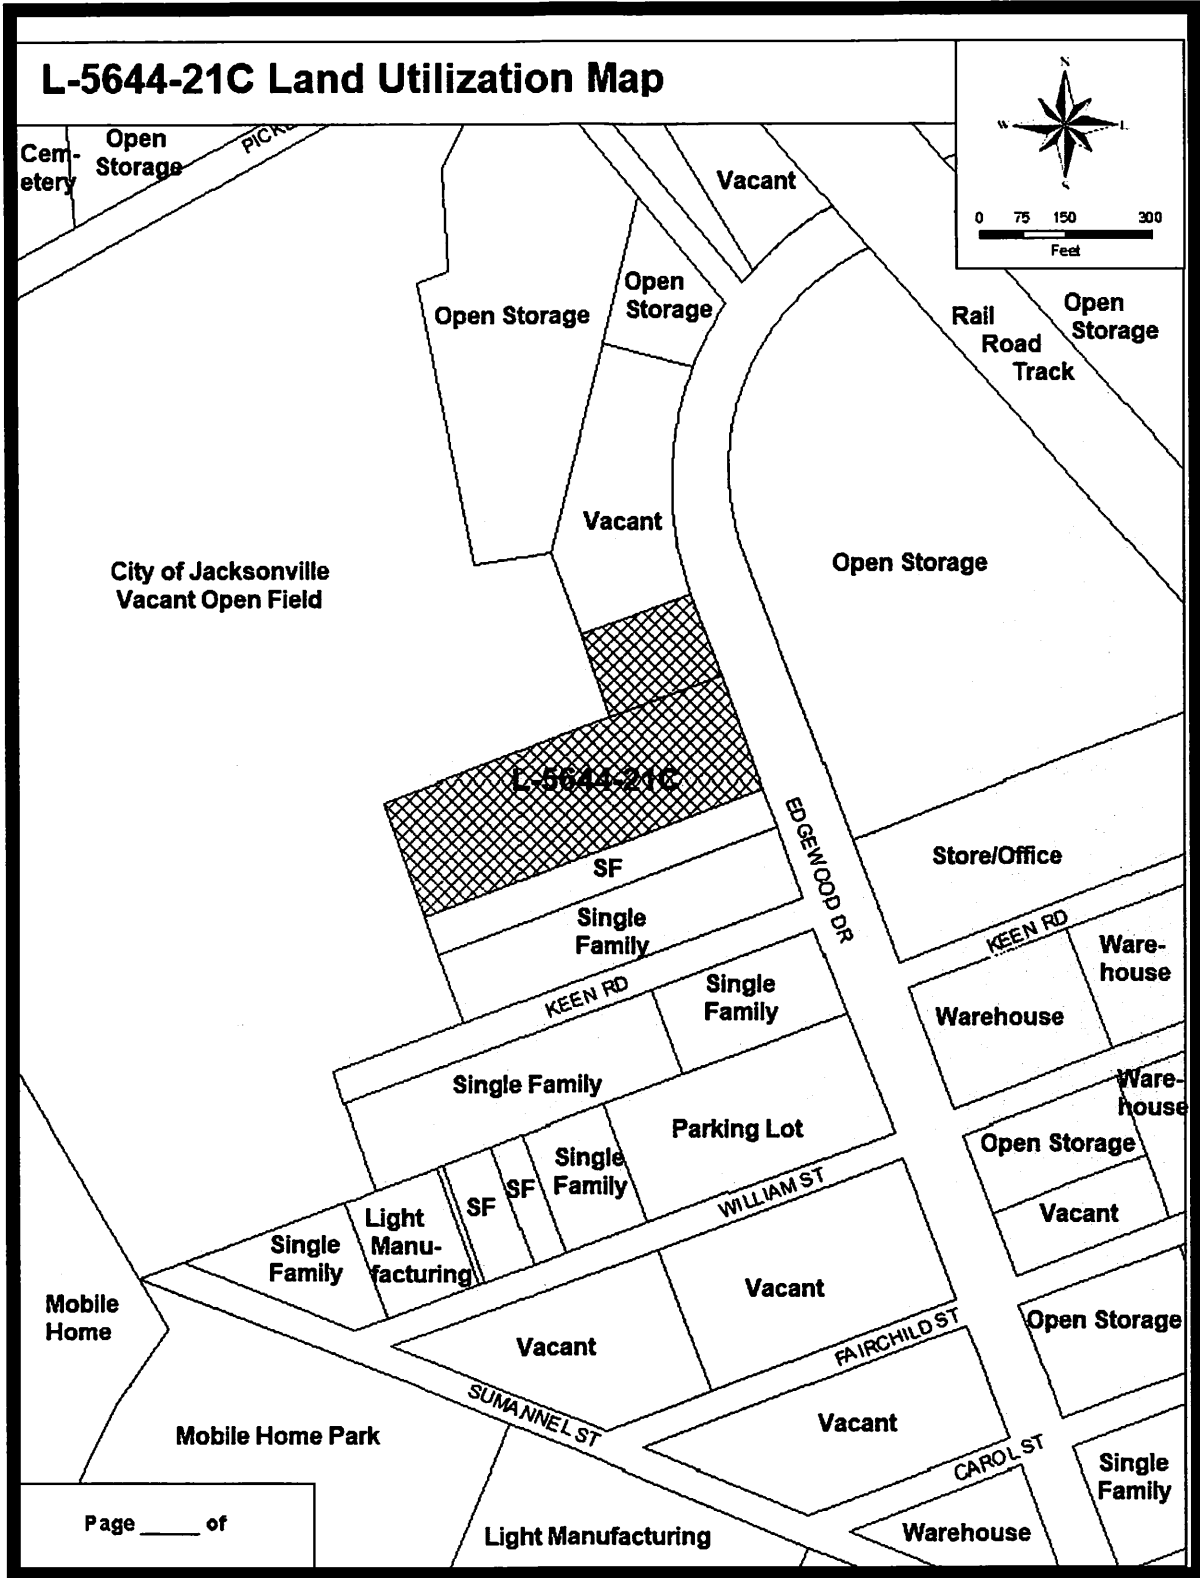 L-5644-21C Land Utilization Map
N
W
S
0 75 150 300
Feet
Cem-
etery
Open
Storage
Vacant
Open Storage
Open
Storage
Rail
Road
Track
Open
Storage
Vacant
City of Jacksonville
Vacant Open Field
Open Storage
L-5644-21C
EDGEWOOD DR
SF
Store/Office
Single
Family
KEEN RD
Ware-
house
KEEN RD
Single
Family
Warehouse
Single Family
Ware-
house
Parking Lot
Open Storage
Single
Family
SF
SF
WILLIAM ST
Vacant
Light
Manu-
facturing
Single
Family
Vacant
Mobile
Home
Open Storage
Vacant
FAIRCHILD ST
SUMANNEL ST
Vacant
Mobile Home Park
CAROL ST
Single
Family
Page _____ of
Light Manufacturing
Warehouse